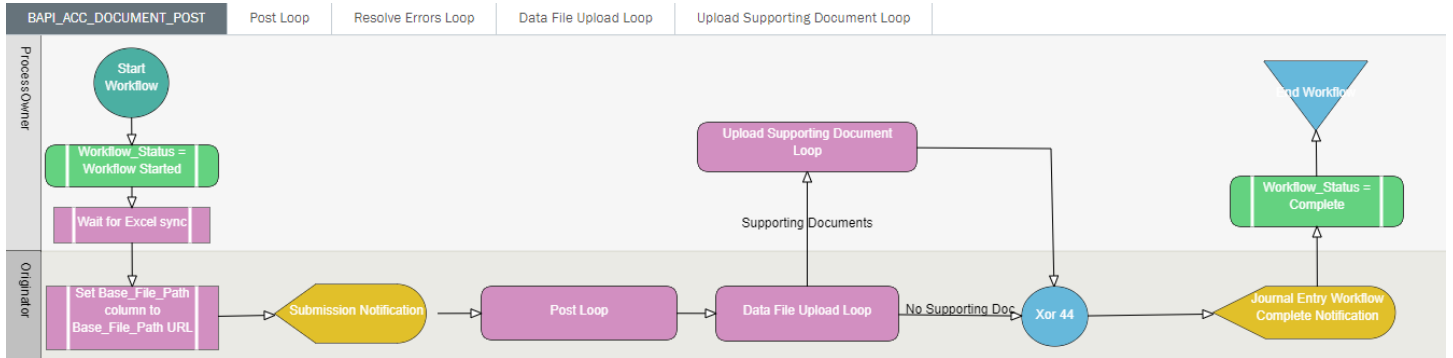 BAPI_ACC_DOCUMENT_POST
Post Loop
Resolve Errors Loop
Data File Upload Loop
Upload Supporting Document Loop
ProcessOwner
Start
Workflow
End Workflow
Workflow_Status =
Workflow Started
Upload Supporting Document
Loop
Wait for Excel sync
Workflow_Status =
Complete
Supporting Documents
Originator
Set Base_File_Path
column to
Base_File_Path URL
Submission Notification
Post Loop
Data File Upload Loop
No Supporting Doc
Xor 44
Journal Entry Workflow
Complete Notification